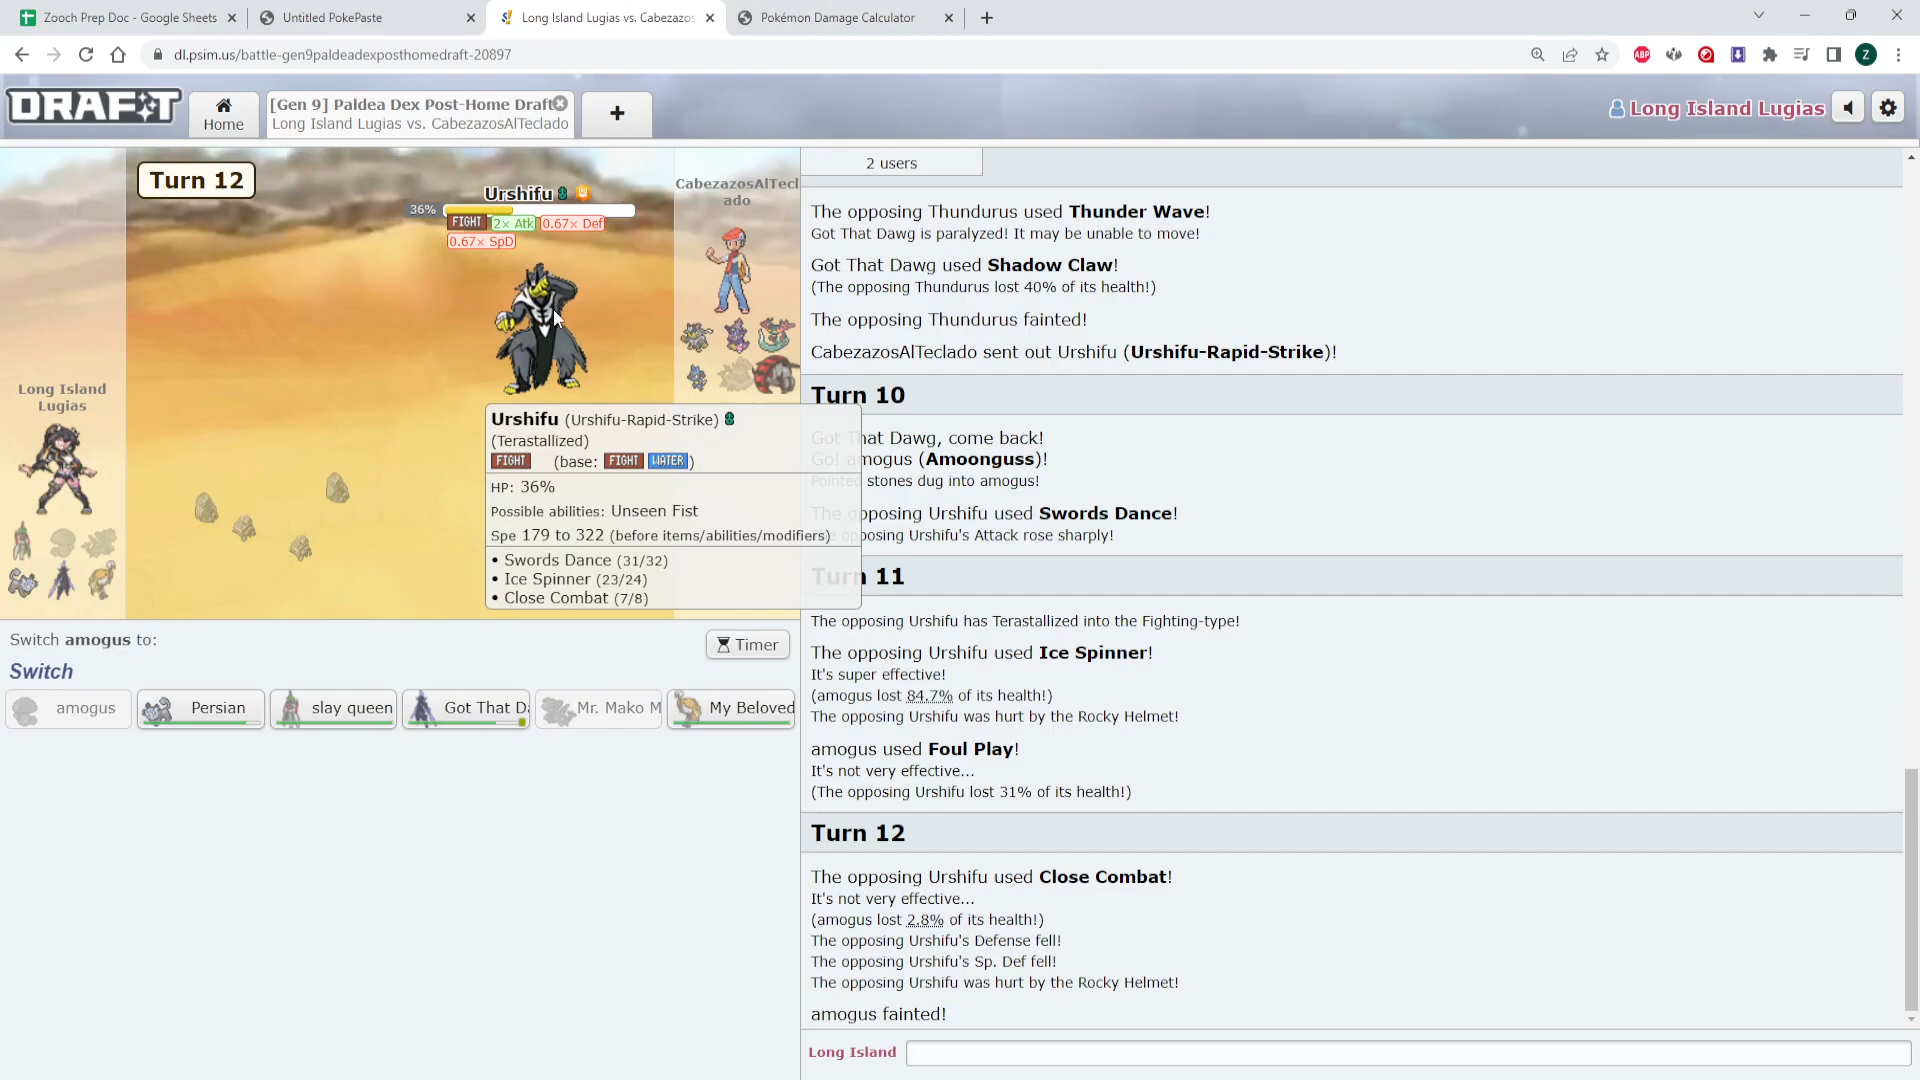 Zooch Prep Doc - Google Sheets
Untitled PokePaste
Long Island Lugias vs. Cabezazos
Pokémon Damage Calculator
dl.psim.us/battle-gen9paldeadexposthomedraft-20897
ABP
Z
DRAFT
Home
[Gen 9] Paldea Dex Post-Home Draft
Long Island Lugias vs. CabezazosAlTeclado
+
Long Island Lugias
Turn 12
Urshifu
36%
FIGHT 2× Atk 0.67× Def
0.67× SpD
CabezazosAlTecl
ado
Long Island
Lugias
Urshifu (Urshifu-Rapid-Strike)
(Terastallized)
FIGHT (base: FIGHT WATER)
HP: 36%
Possible abilities: Unseen Fist
Spe 179 to 322 (before items/abilities/modifiers)
• Swords Dance (31/32)
• Ice Spinner (23/24)
• Close Combat (7/8)
Switch amogus to:
Timer
Switch
amogus
Persian
slay queen
Got That D
Mr. Mako M
My Beloved
2 users
The opposing Thundurus used Thunder Wave!
Got That Dawg is paralyzed! It may be unable to move!
Got That Dawg used Shadow Claw!
(The opposing Thundurus lost 40% of its health!)
The opposing Thundurus fainted!
CabezazosAlTeclado sent out Urshifu (Urshifu-Rapid-Strike)!
Turn 10
Got That Dawg, come back!
Go! amogus (Amoonguss)!
Pointed stones dug into amogus!
The opposing Urshifu used Swords Dance!
The opposing Urshifu's Attack rose sharply!
Turn 11
The opposing Urshifu has Terastallized into the Fighting-type!
The opposing Urshifu used Ice Spinner!
It's super effective!
(amogus lost 84.7% of its health!)
The opposing Urshifu was hurt by the Rocky Helmet!
amogus used Foul Play!
It's not very effective...
(The opposing Urshifu lost 31% of its health!)
Turn 12
The opposing Urshifu used Close Combat!
It's not very effective...
(amogus lost 2.8% of its health!)
The opposing Urshifu's Defense fell!
The opposing Urshifu's Sp. Def fell!
The opposing Urshifu was hurt by the Rocky Helmet!
amogus fainted!
Long Island